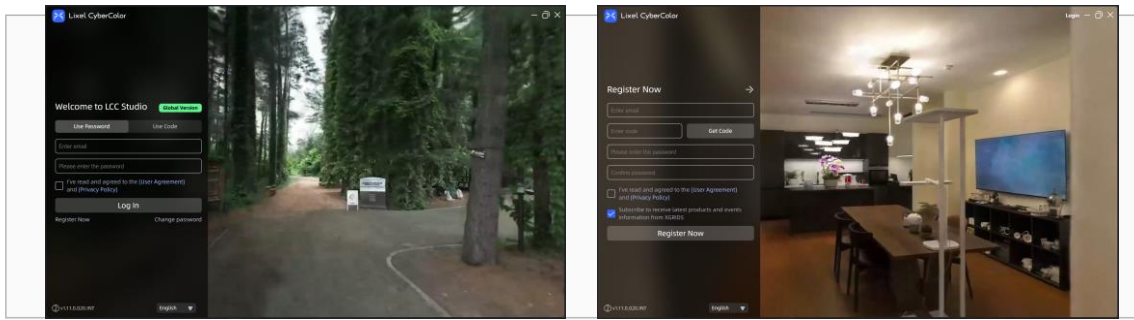 Lixel CyberColor
Welcome to LCC Studio
Global Version
Use Password
Use Code
Enter email
Please enter the password
I've read and agreed to the [User Agreement]
and [Privacy Policy]
Log In
Register Now
Change password
English
Lixel CyberColor
Login
Register Now
Enter email
Enter code
Get Code
Please enter the password
Confirm password
I've read and agreed to the [User Agreement]
and [Privacy Policy]
Subscribe to receive latest products and events
information from XGRIDS
Register Now
English